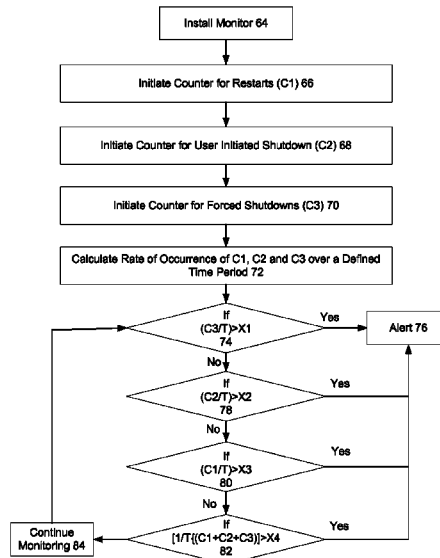 Install Monitor 64
Initiate Counter for Restarts (C1) 66
Initiate Counter for User Initiated Shutdown (C2) 68
Initiate Counter for Forced Shutdowns (C3) 70
Calculate Rate of Occurrence of C1, C2 and C3 over a Defined
Time Period 72
If
(C3/T)>X1
74
Yes
Alert 76
No
If
(C2/T)>X2
78
Yes
No
If
(C1/T)>X3
80
Yes
No
If
[1/T{(C1+C2+C3)]>X4
82
Yes
Continue
Monitoring 84